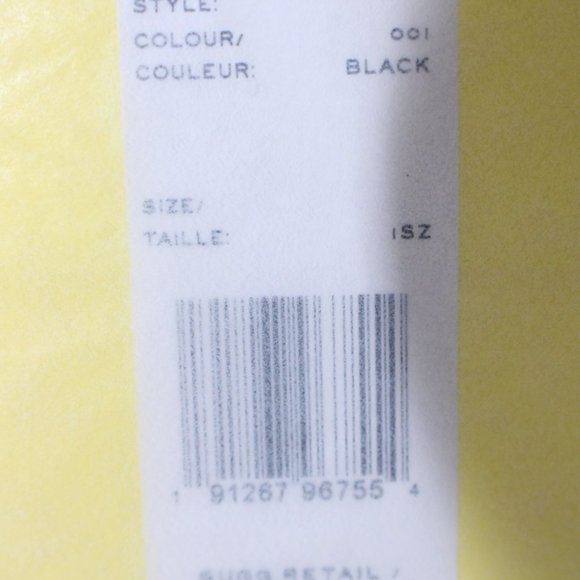 STYLE:
COLOUR/ 001
COULEUR: BLACK
SIZE/
TAILLE: 1SZ
1 91267 96755 4
SUGG RETAIL /